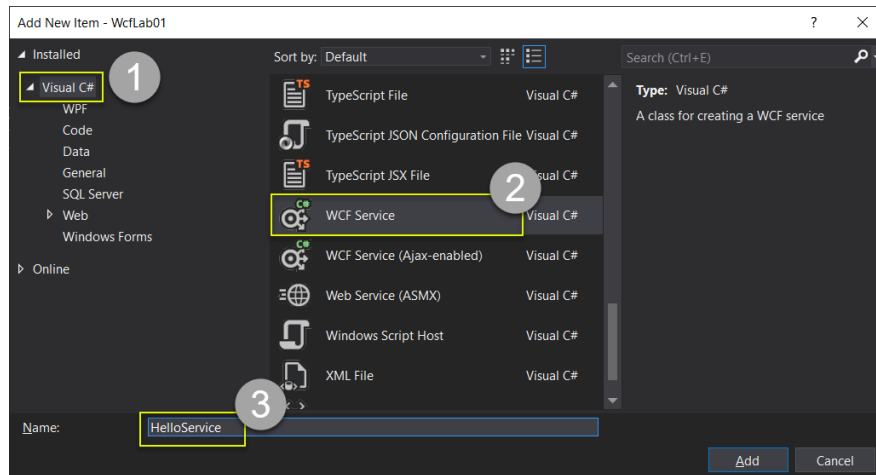 Add New Item - WcfLab01
?
Installed
Visual C#
WPF
Code
Data
General
SQL Server
Web
Windows Forms
Online
1
Sort by: Default
TS
TypeScript File Visual C#
TypeScript JSON Configuration File Visual C#
TS
TypeScript JSX File sual C#
2
C#
WCF Service Visual C#
C#
WCF Service (Ajax-enabled) Visual C#
Web Service (ASMX) Visual C#
Windows Script Host Visual C#
XML File Visual C#
Search (Ctrl+E)
Type: Visual C#
A class for creating a WCF service
3
Name: HelloService
Add Cancel